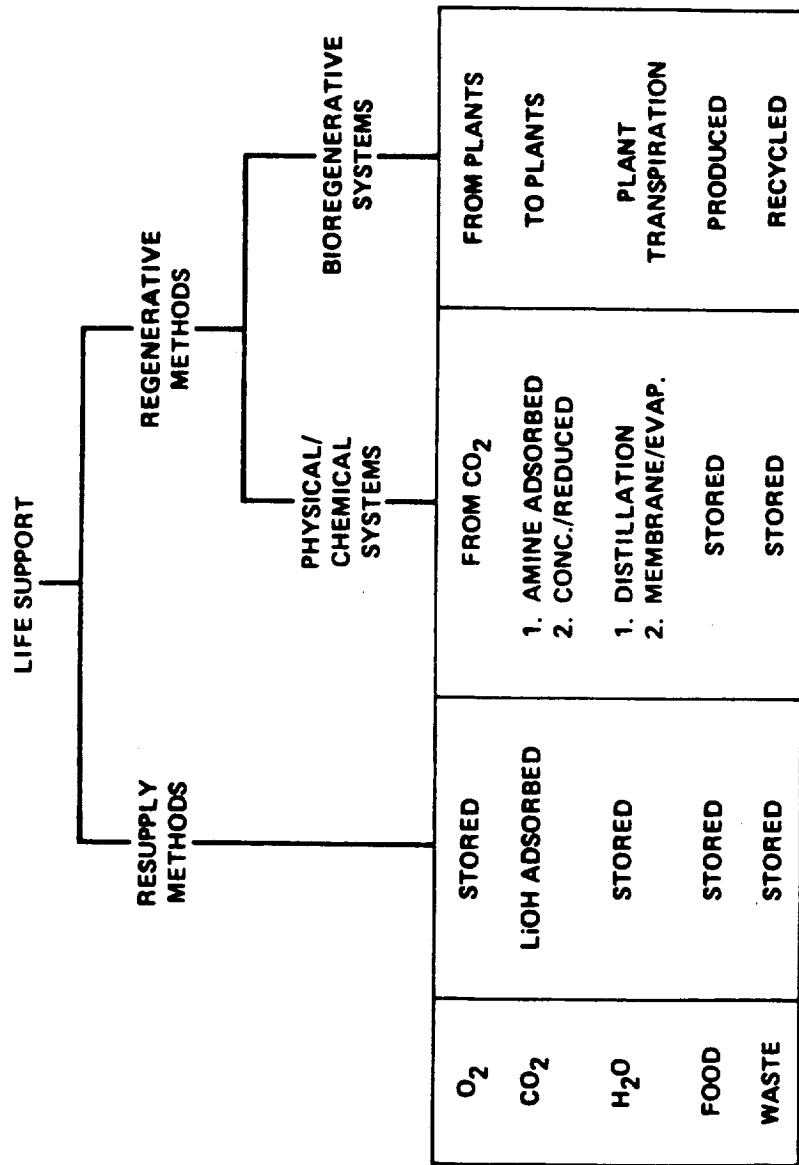 LIFE SUPPORT
RESUPPLY
METHODS
REGENERATIVE
METHODS
PHYSICAL/
CHEMICAL
SYSTEMS
BIOREGENERATIVE
SYSTEMS
O2 STORED FROM CO2 FROM PLANTS
CO2 LiOH ADSORBED 1. AMINE ADSORBED TO PLANTS
2. CONC./REDUCED
H2O STORED 1. DISTILLATION PLANT
2. MEMBRANE/EVAP. TRANSPIRATION
FOOD STORED STORED PRODUCED
WASTE STORED STORED RECYCLED